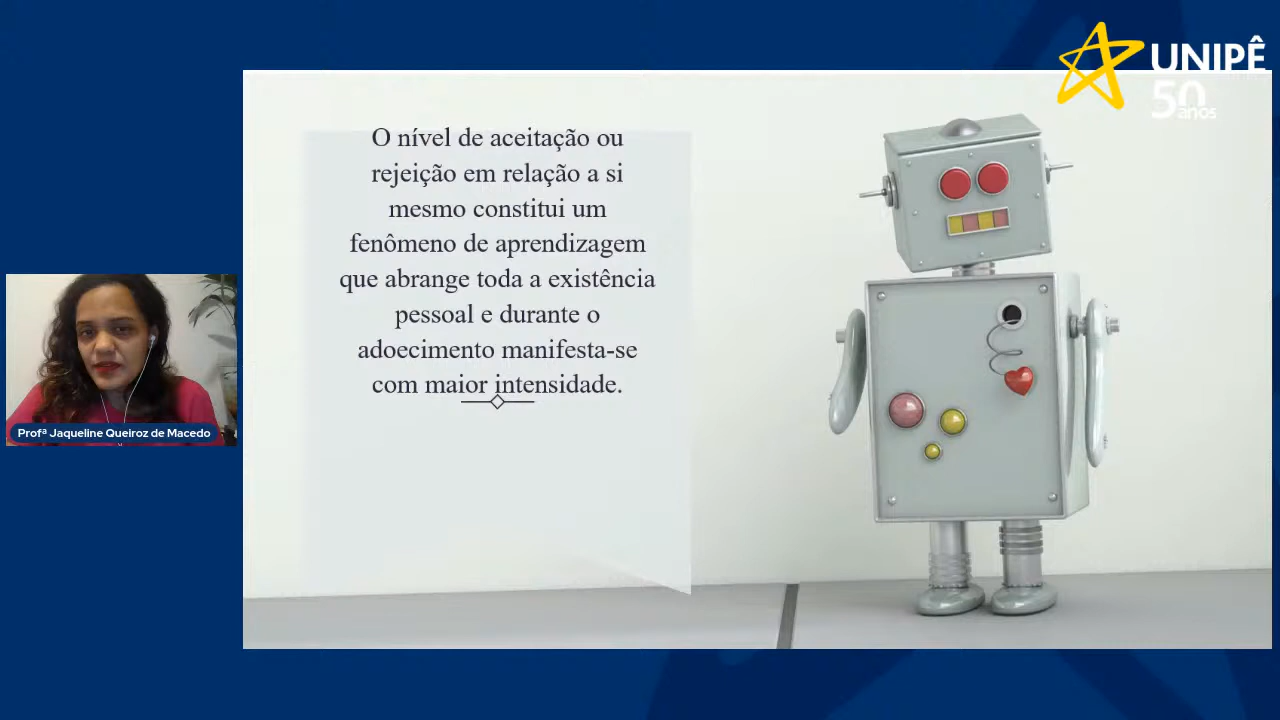 UNIPÊ
50
anos
O nível de aceitação ou
rejeição em relação a si
mesmo constitui um
fenômeno de aprendizagem
que abrange toda a existência
pessoal e durante o
adoecimento manifesta-se
com maior intensidade.
Profª Jaqueline Queiroz de Macedo